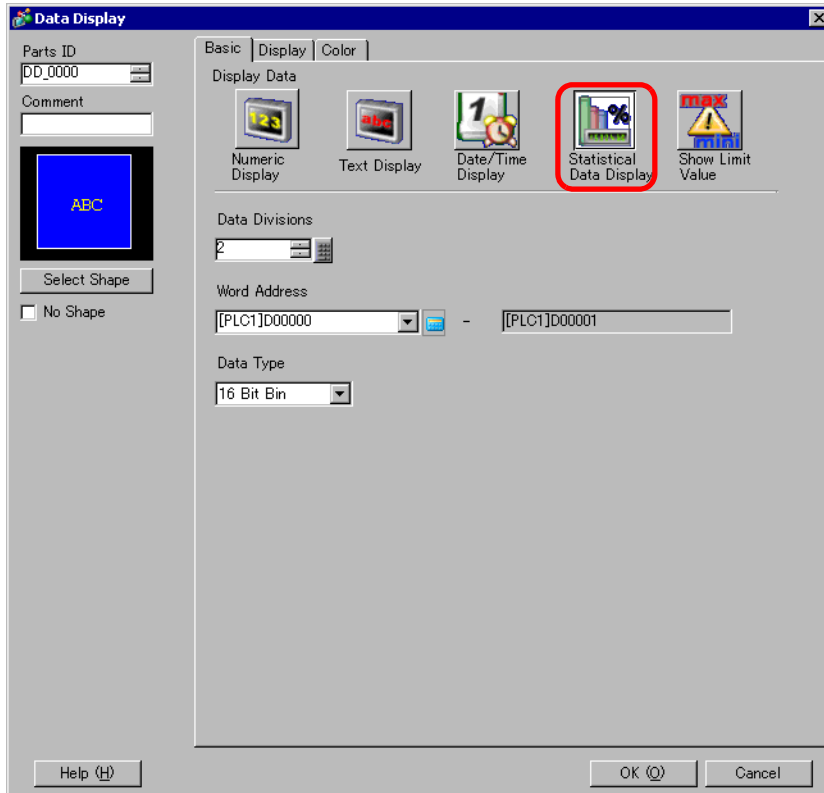 Data Display
Parts ID
DD_0000
Comment
ABC
Select Shape
No Shape
Basic Display Color
Display Data
123
abc
1
%
max
mini
Numeric
Display
Text Display
Date/Time
Display
Statistical
Data Display
Show Limit
Value
Data Divisions
2
Word Address
[PLC1]D00000 - [PLC1]D00001
Data Type
16 Bit Bin
Help (H)
OK (O)
Cancel